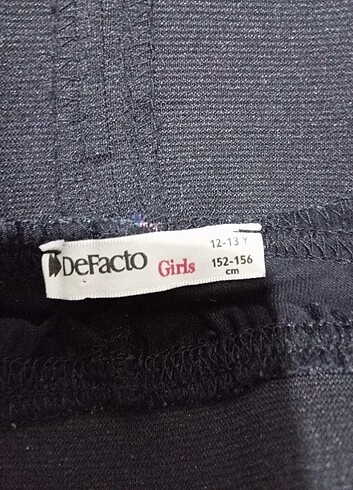 DeFacto Girls
12-13 Y
152-156
cm